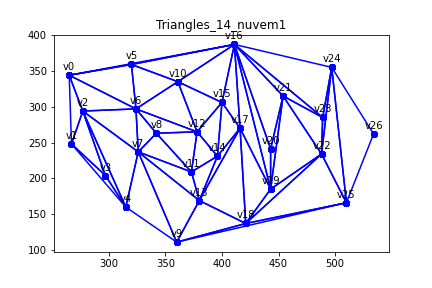 Triangles_14_nuvem1
400
350
300
250
200
150
100
300
350
400
450
500
v0
v1
v2
v3
v4
v5
v6
v7
v8
v9
v10
v11
v12
v13
v14
v15
v16
v17
v18
v19
v20
v21
v22
v23
v24
v25
v26